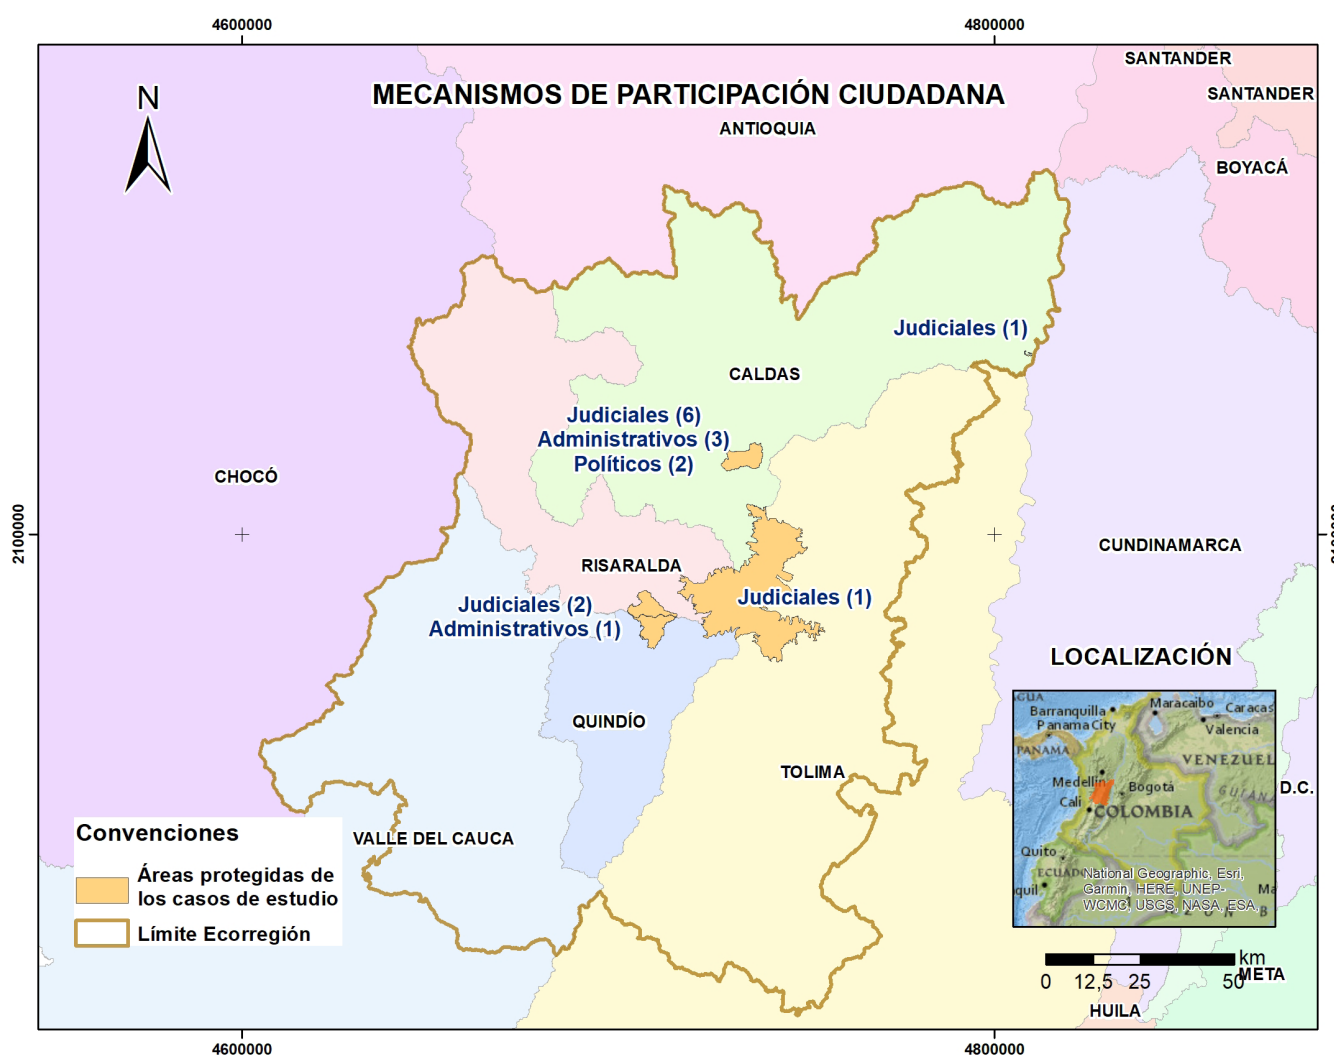 4600000
4800000
SANTANDER
SANTANDER
MECANISMOS DE PARTICIPACIÓN CIUDADANA
N
ANTIOQUIA
BOYACÁ
Judiciales (1)
CALDAS
Judiciales (6)
Administrativos (3)
Políticos (2)
CHOCÓ
2100000
CUNDINAMARCA
RISARALDA
Judiciales (1)
Judiciales (2)
Administrativos (1)
LOCALIZACIÓN
QUINDÍO
TOLIMA
VALLE DEL CAUCA
D.C.
Barranquilla
Maracaibo
Caracas
Panama City
Valencia
PANAMA
VENEZUEL
Medellín
Bogotá
GUIAN
Cali
COLOMBIA
Quito
ECUAD
quil
National Geographic, Esri,
Garmin, HERE, UNEP-
WCMC, USGS, NASA, ESA,
Convenciones
Áreas protegidas de
los casos de estudio
Límite Ecorregión
km
0 12,5 25 50
META
HUILA
4600000
4800000